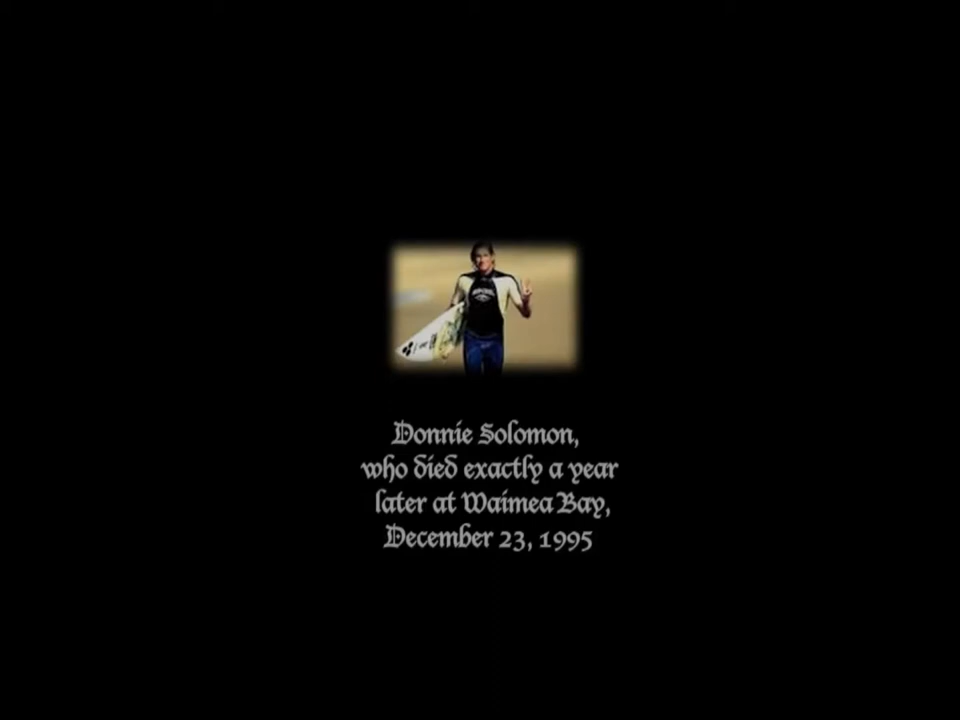 Donnie Solomon,
who died exactly a year
later at Waimea Bay,
December 23, 1995